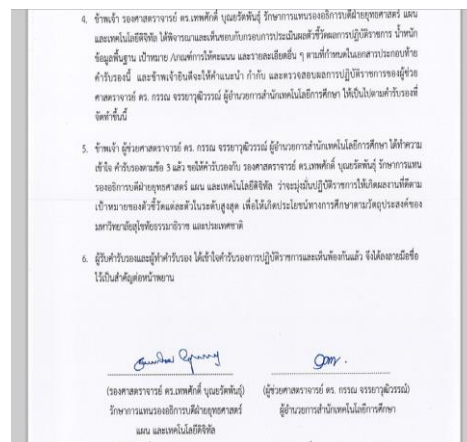 4. ข้าพเจ้า รองศาสตราจารย์ ดร.เทพศักดิ์ บุณยรัตพันธุ์ รักษาการแทนรองอธิการบดีฝ่ายยุทธศาสตร์ แผน
และเทคโนโลยีดิจิทัล ได้พิจารณาและเห็นชอบกับกรอบการประเมินผลตัวชี้วัดผลการปฏิบัติราชการ น้ำหนัก
ข้อมูลพื้นฐาน เป้าหมาย /เกณฑ์การให้คะแนน และรายละเอียดอื่น ๆ ตามที่กำหนดในเอกสารประกอบท้าย
คำรับรองนี้ และข้าพเจ้ายินดีจะให้คำแนะนำ กำกับ และตรวจสอบผลการปฏิบัติราชการของผู้ช่วย
ศาสตราจารย์ ดร. กรรณ จรรยาวุฒิวรรณ์ ผู้อำนวยการสำนักเทคโนโลยีการศึกษา ให้เป็นไปตามคำรับรองที่
จัดทำขึ้นนี้
5. ข้าพเจ้า ผู้ช่วยศาสตราจารย์ ดร. กรรณ จรรยาวุฒิวรรณ์ ผู้อำนวยการสำนักเทคโนโลยีการศึกษา ได้ทำความ
เข้าใจ คำรับรองตามข้อ 3 แล้ว ขอให้คำรับรองกับ รองศาสตราจารย์ ดร.เทพศักดิ์ บุณยรัตพันธุ์ รักษาการแทน
รองอธิการบดีฝ่ายยุทธศาสตร์ แผน และเทคโนโลยีดิจิทัล ว่าจะมุ่งมั่นปฏิบัติราชการให้เกิดผลงานที่ดีตาม
เป้าหมายของตัวชี้วัดแต่ละตัวในระดับสูงสุด เพื่อให้เกิดประโยชน์ทางการศึกษาตามวัตถุประสงค์ของ
มหาวิทยาลัยสุโขทัยธรรมาธิราช และประเทศชาติ
6. ผู้รับคำรับรองและผู้ทำคำรับรอง ได้เข้าใจคำรับรองการปฏิบัติราชการและเห็นพ้องกันแล้ว จึงได้ลงลายมือชื่อ
ไว้เป็นสำคัญต่อหน้าพยาน
(รองศาสตราจารย์ ดร.เทพศักดิ์ บุณยรัตพันธุ์) (ผู้ช่วยศาสตราจารย์ ดร. กรรณ จรรยาวุฒิวรรณ์)
รักษาการแทนรองอธิการบดีฝ่ายยุทธศาสตร์ ผู้อำนวยการสำนักเทคโนโลยีการศึกษา
แผน และเทคโนโลยีดิจิทัล